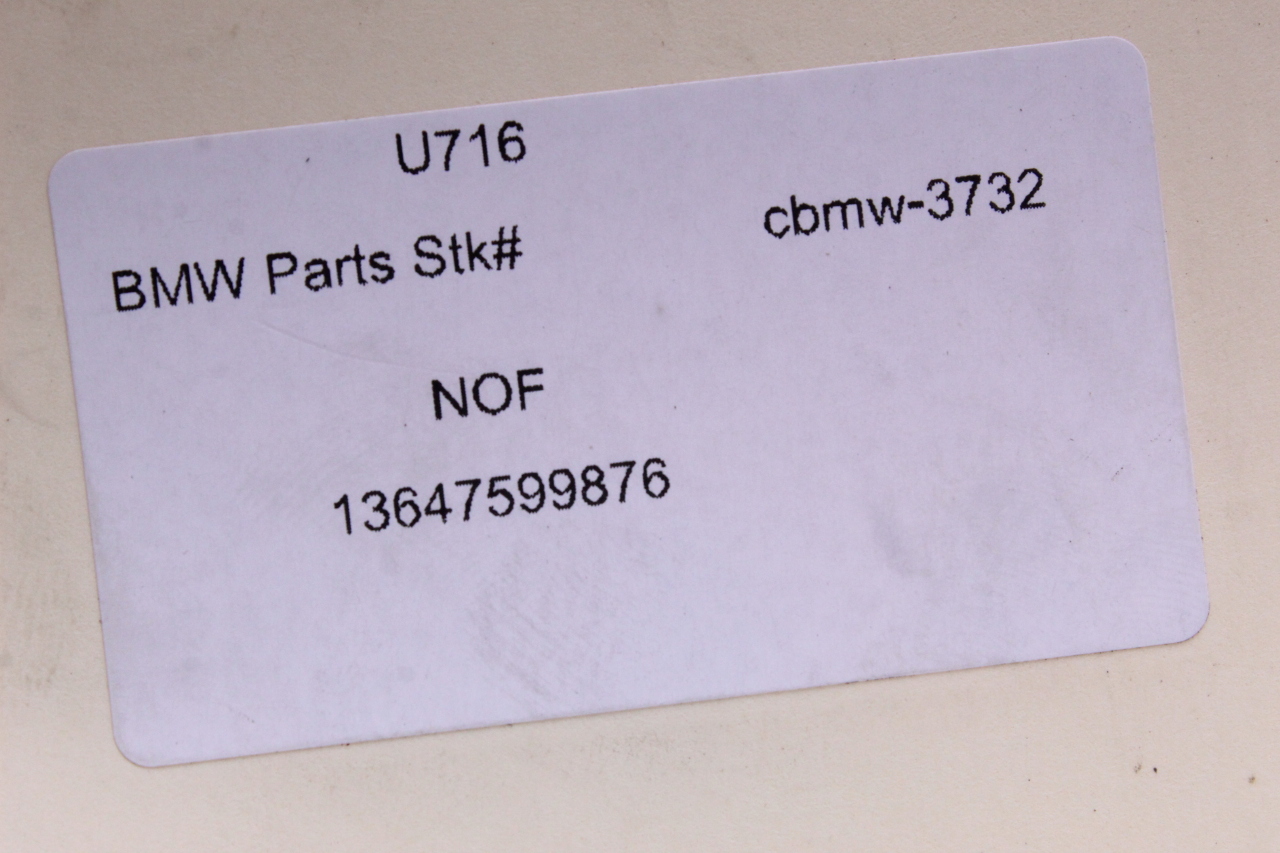 U716
BMW Parts Stk#
cbmw-3732
NOF
13647599876